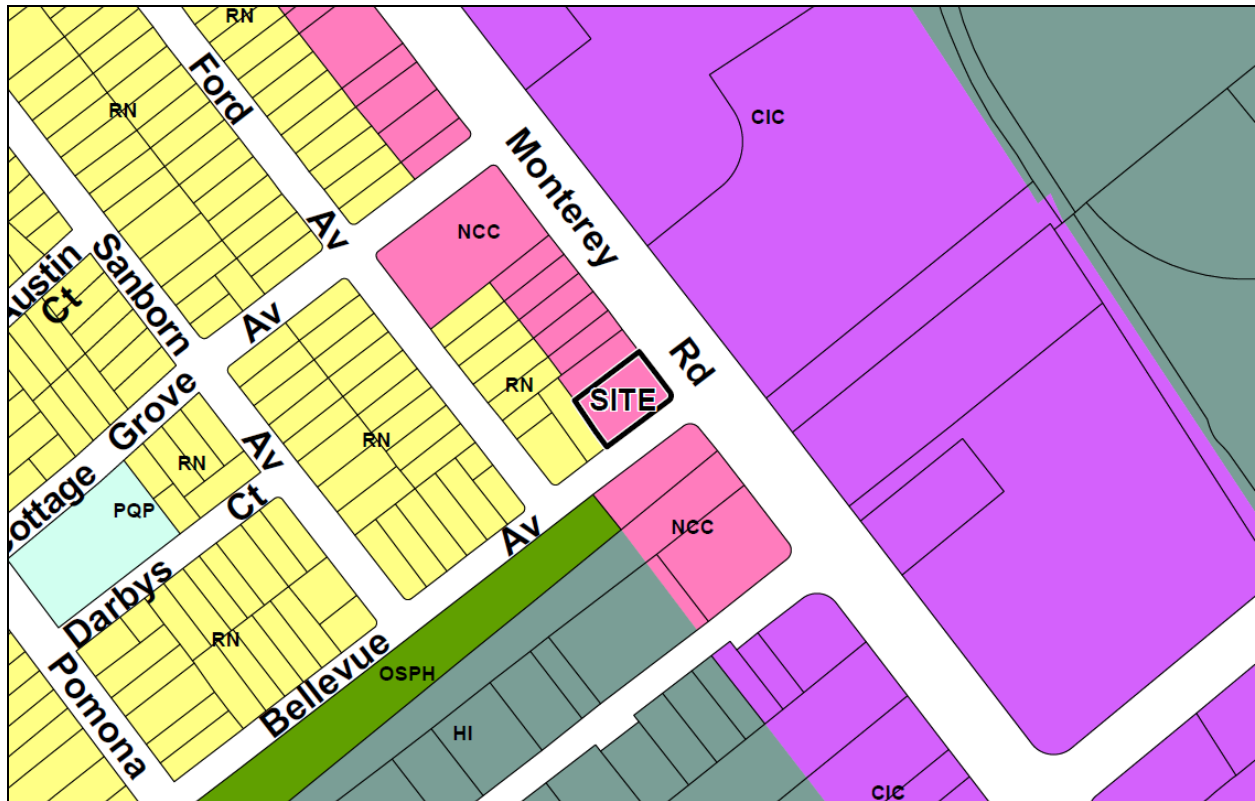 RN
Ford
Av
RN
CIC
Monterey
Rd
NCC
Sanborn
Av
Austin
Ct
Av
RN
SITE
Cottage Grove
RN
RN
PQP
Ct
Darbys
Av
NCC
RN
Bellevue
OSPH
Pomona
HI
CIC